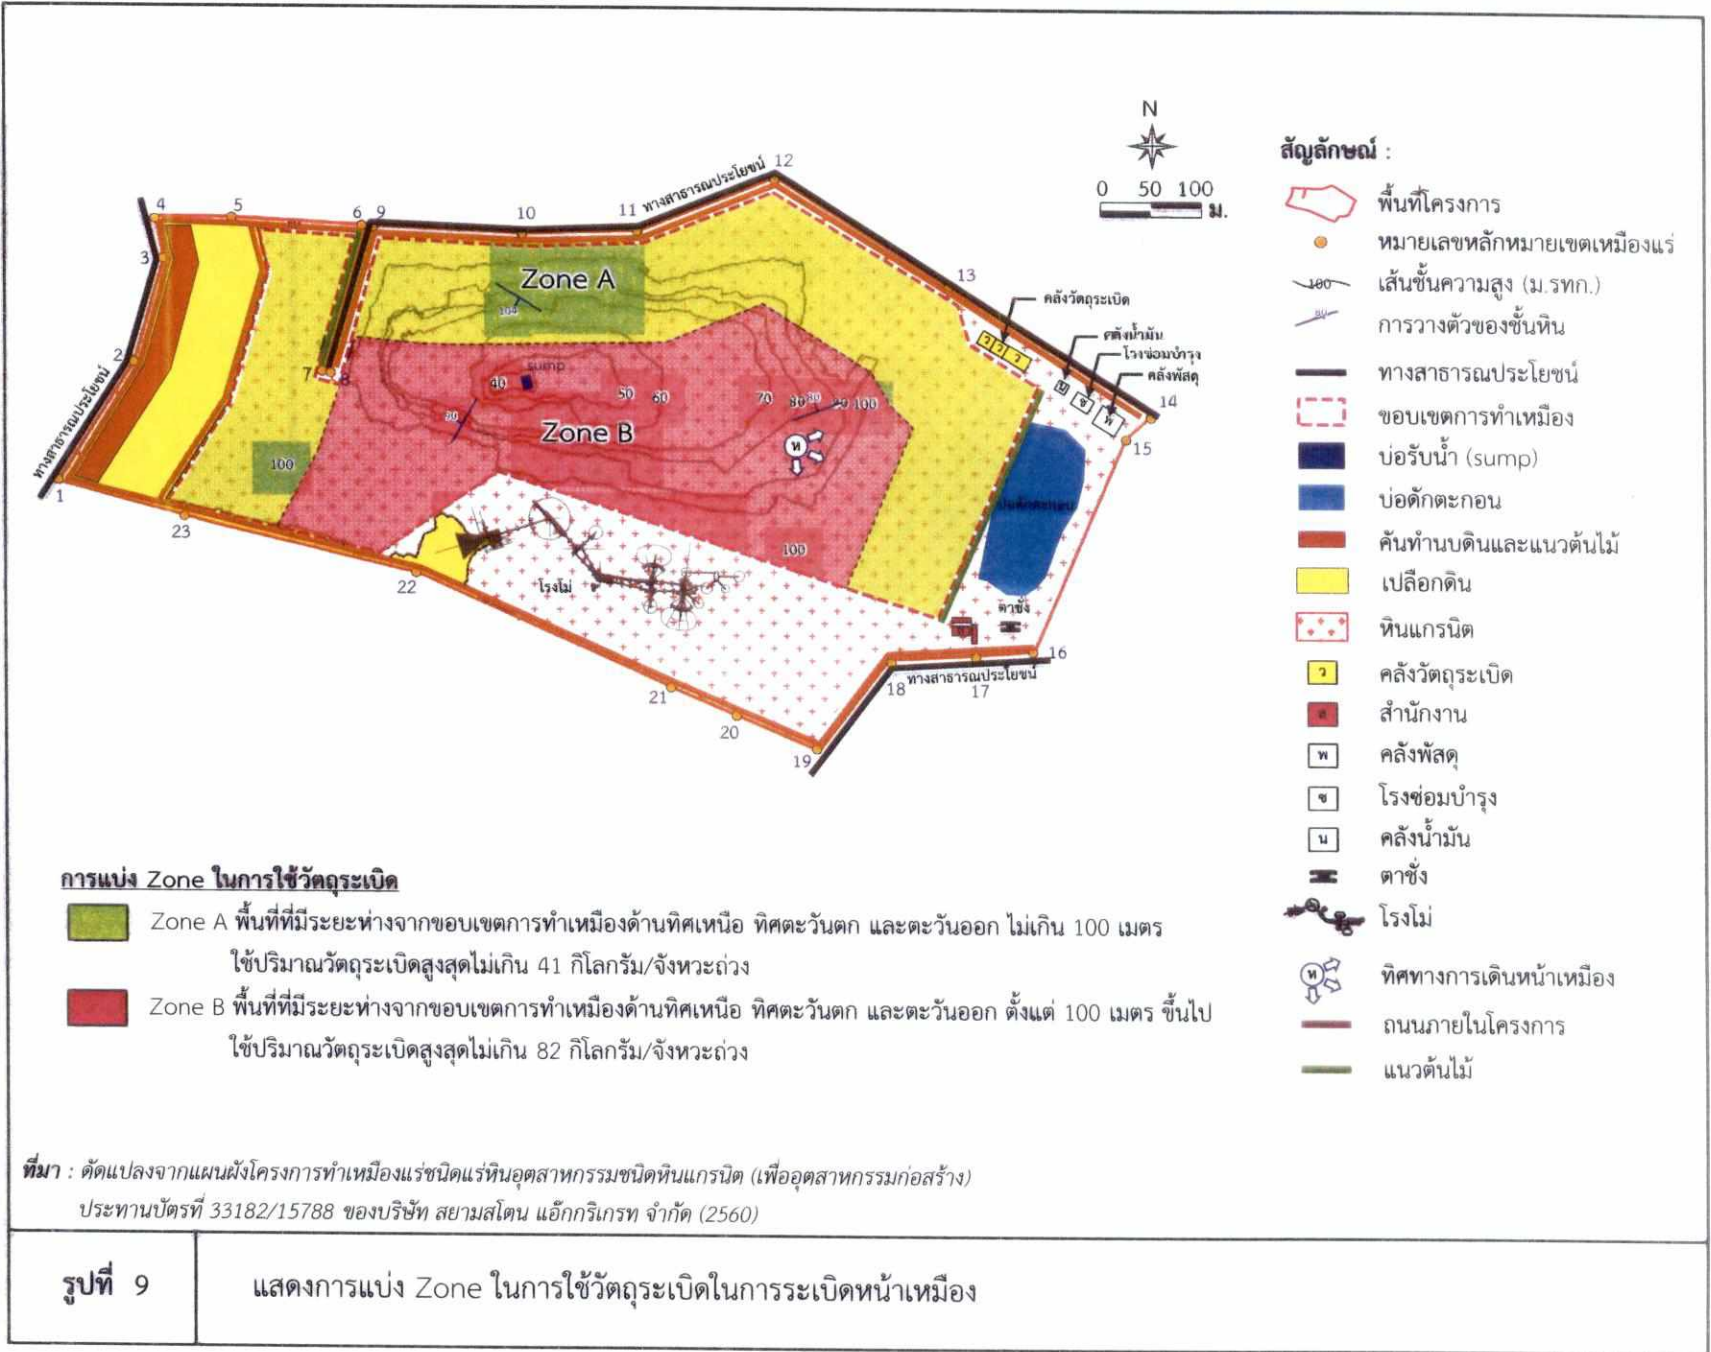 N
0 50 100
ม.
ทางสาธารณประโยชน์
ทางสาธารณประโยชน์
ทางสาธารณประโยชน์
1
2
3
4
5
6
7
8
9
10
11
12
13
14
15
16
17
18
19
20
21
22
23
Zone A
104
sump
40
50
60
70
80
80
90
100
30
Zone B
ห
100
100
คลังวัตถุระเบิด
ว ว ว
คลังน้ำมัน
โรงซ่อมบำรุง
คลังพัสดุ
น
ซ
พ
บ่อดักตะกอน
โรงโม่
ตาชั่ง
สัญลักษณ์ :
พื้นที่โครงการ
หมายเลขหลักหมายเขตเหมืองแร่
100 เส้นชั้นความสูง (ม.รทก.)
80 การวางตัวของชั้นหิน
ทางสาธารณประโยชน์
ขอบเขตการทำเหมือง
บ่อรับน้ำ (sump)
บ่อดักตะกอน
คันทำนบดินและแนวต้นไม้
เปลือกดิน
หินแกรนิต
ว คลังวัตถุระเบิด
ส สำนักงาน
พ คลังพัสดุ
ซ โรงซ่อมบำรุง
น คลังน้ำมัน
ตาชั่ง
โรงโม่
ห ทิศทางการเดินหน้าเหมือง
ถนนภายในโครงการ
แนวต้นไม้
การแบ่ง Zone ในการใช้วัตถุระเบิด
Zone A พื้นที่ที่มีระยะห่างจากขอบเขตการทำเหมืองด้านทิศเหนือ ทิศตะวันตก และตะวันออก ไม่เกิน 100 เมตร
ใช้ปริมาณวัตถุระเบิดสูงสุดไม่เกิน 41 กิโลกรัม/จังหวะถ่วง
Zone B พื้นที่ที่มีระยะห่างจากขอบเขตการทำเหมืองด้านทิศเหนือ ทิศตะวันตก และตะวันออก ตั้งแต่ 100 เมตร ขึ้นไป
ใช้ปริมาณวัตถุระเบิดสูงสุดไม่เกิน 82 กิโลกรัม/จังหวะถ่วง
ที่มา : ดัดแปลงจากแผนผังโครงการทำเหมืองแร่ชนิดแร่หินอุตสาหกรรมชนิดหินแกรนิต (เพื่ออุตสาหกรรมก่อสร้าง)
ประทานบัตรที่ 33182/15788 ของบริษัท สยามสโตน แอ๊กกริเกรท จำกัด (2560)
รูปที่ 9
แสดงการแบ่ง Zone ในการใช้วัตถุระเบิดในการระเบิดหน้าเหมือง